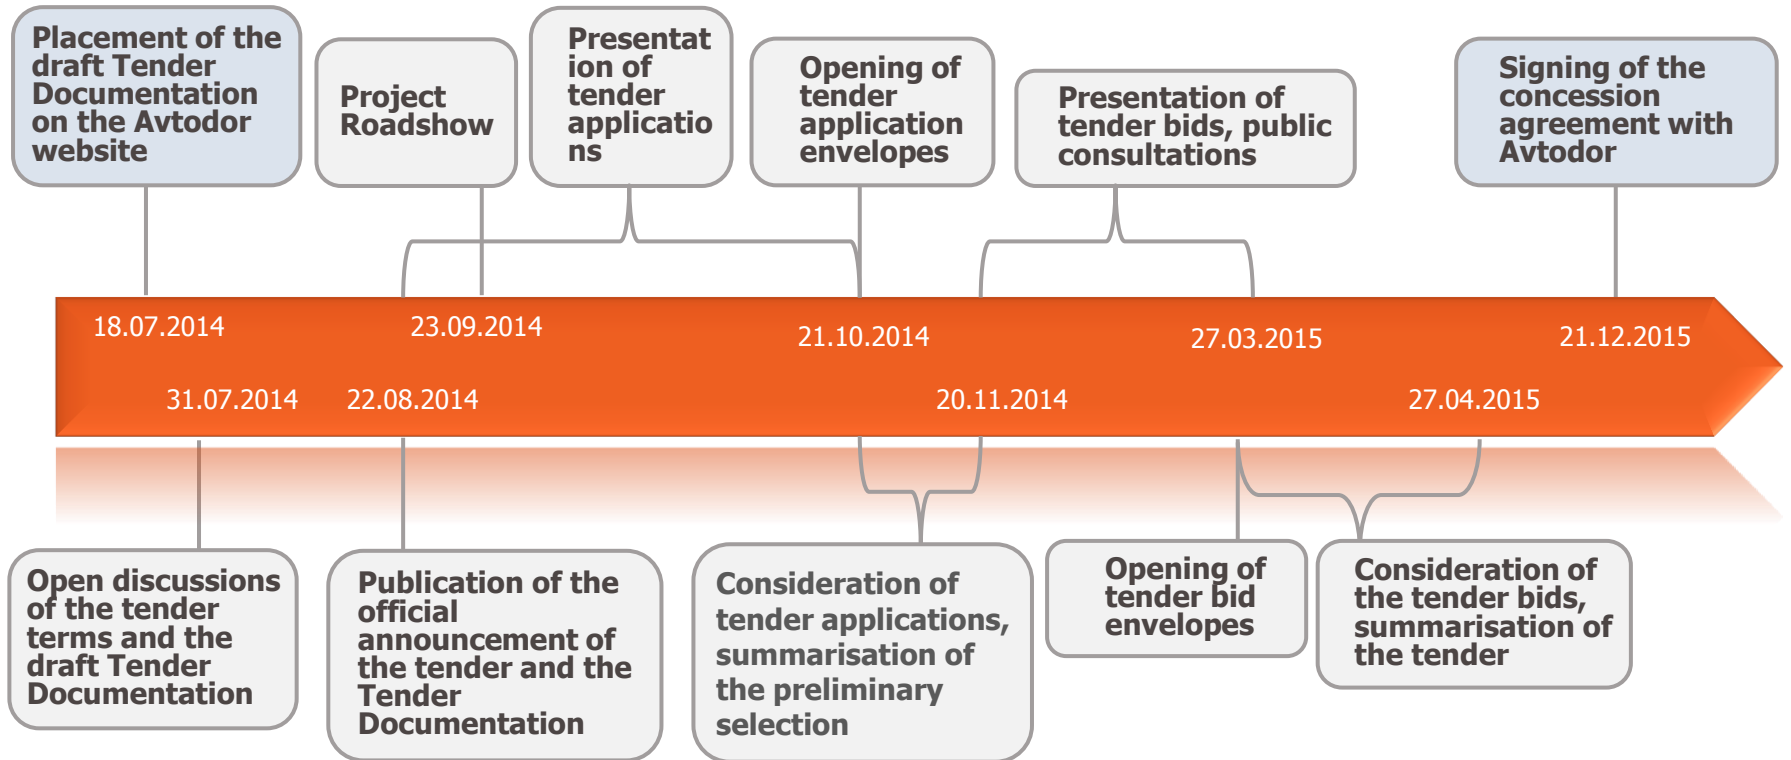 Placement of the
draft Tender
Documentation
on the Avtodor
website
Project
Roadshow
Presentat
ion of
tender
applicatio
ns
Opening of
tender
application
envelopes
Presentation of
tender bids, public
consultations
Signing of the
concession
agreement with
Avtodor
18.07.2014
23.09.2014
21.10.2014
27.03.2015
21.12.2015
31.07.2014
22.08.2014
20.11.2014
27.04.2015
Open discussions
of the tender
terms and the
draft Tender
Documentation
Publication of the
official
announcement of
the tender and the
Tender
Documentation
Consideration of
tender applications,
summarisation of
the preliminary
selection
Opening of
tender bid
envelopes
Consideration of
the tender bids,
summarisation of
the tender